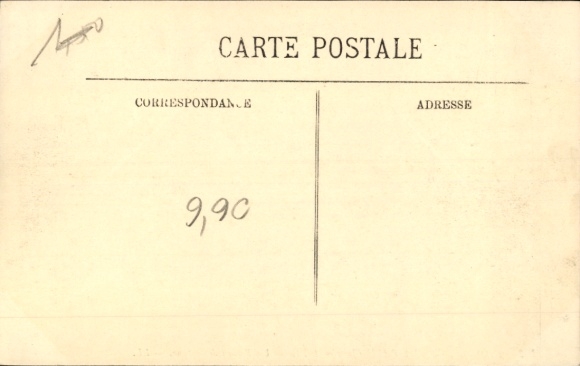 CARTE POSTALE
CORRESPONDANCE
ADRESSE
9,90